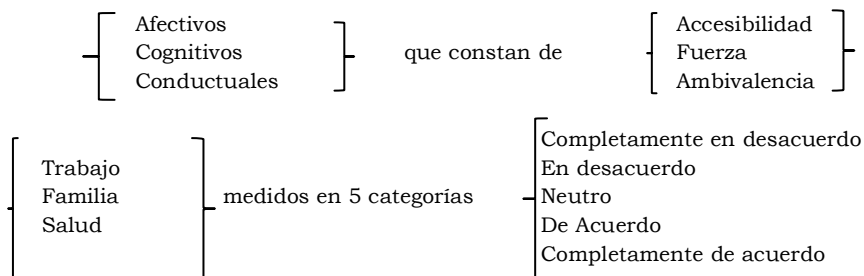 Afectivos
Cognitivos
Conductuales
que constan de
Accesibilidad
Fuerza
Ambivalencia
Trabajo
Familia
Salud
medidos en 5 categorías
Completamente en desacuerdo
En desacuerdo
Neutro
De Acuerdo
Completamente de acuerdo